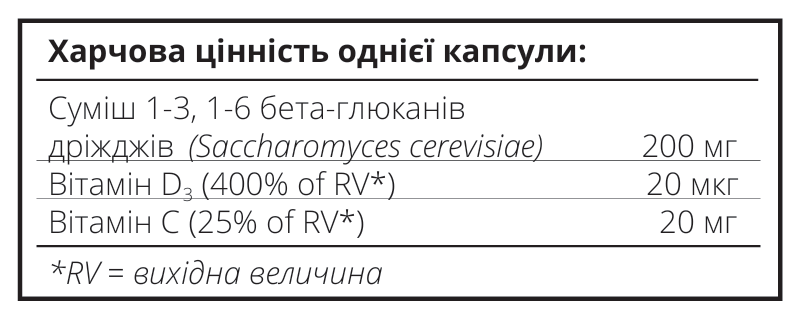 Харчова цінність однієї капсули:
Суміш 1-3, 1-6 бета-глюканів
дріжджів (Saccharomyces cerevisiae) 200 мг
Вітамін D₃ (400% of RV*) 20 мкг
Вітамін C (25% of RV*) 20 мг
*RV = вихідна величина